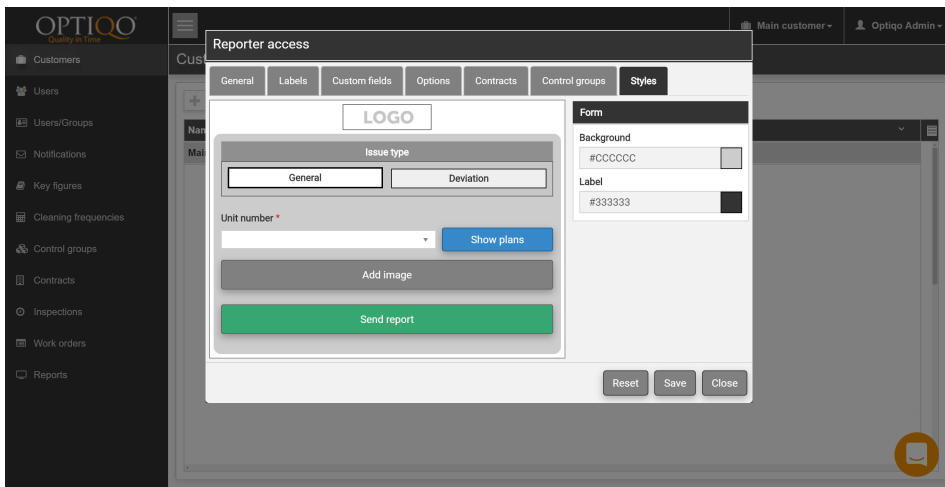 OPTIQO
Quality in Time
Main customer
Optiqo Admin
Customers
Users
Users/Groups
Notifications
Key figures
Cleaning frequencies
Control groups
Contracts
Inspections
Work orders
Reports
Cust
Nan
Mai
Reporter access
General
Labels
Custom fields
Options
Contracts
Control groups
Styles
LOGO
Issue type
General
Deviation
Unit number *
Show plans
Add image
Send report
Form
Background
#CCCCCC
Label
#333333
Reset
Save
Close